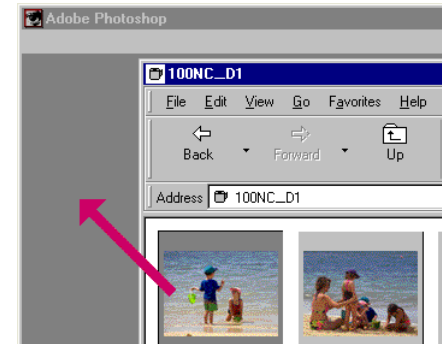 Adobe Photoshop
100NC_D1
File Edit View Go Favorites Help
Back Forward Up
Address 100NC_D1